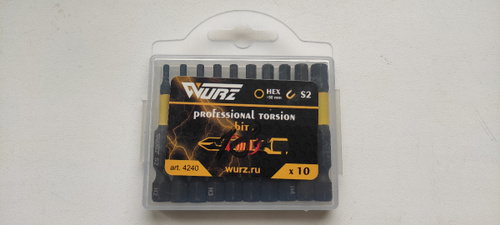 WURZ
HEX
S2
PROFESSIONAL TORSION
BIT
art. 4240
wurz.ru
x 10